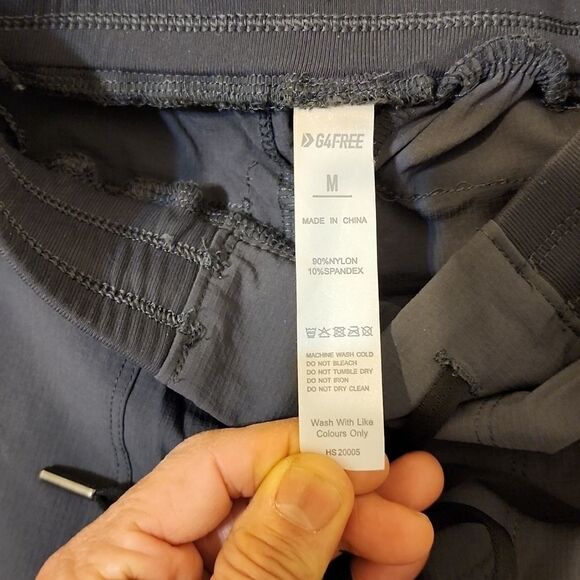 G4FREE
M
MADE IN CHINA
90%NYLON
10%SPANDEX
MACHINE WASH COLD
DO NOT BLEACH
DO NOT TUMBLE DRY
DO NOT IRON
DO NOT DRY CLEAN
Wash With Like
Colours Only
HS20005